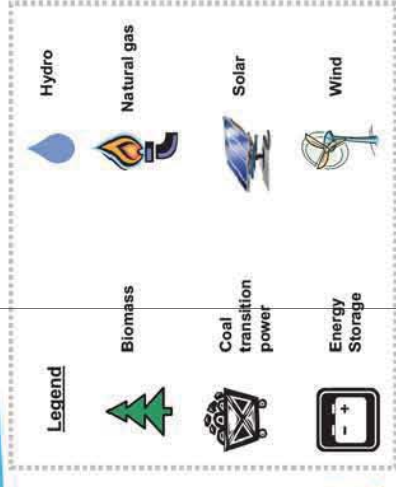 Legend
Hydro
Biomass
Natural gas
Coal
transition
power
Solar
Energy
Storage
Wind